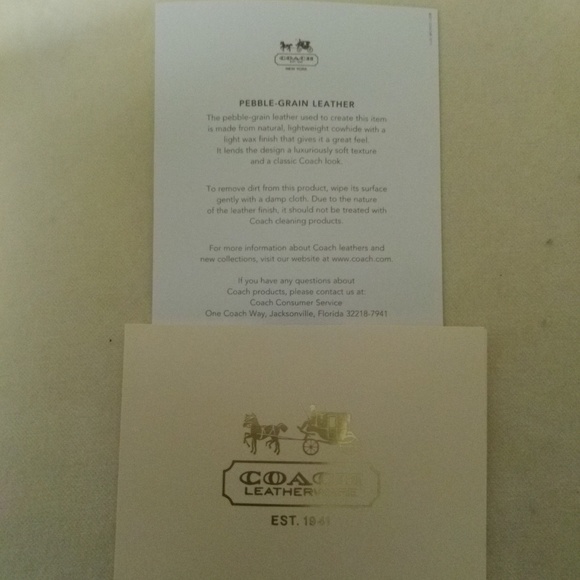 COACH
NEW YORK
PEBBLE-GRAIN LEATHER
The pebble-grain leather used to create this item
is made from natural, lightweight cowhide with a
light wax finish that gives it a great feel.
It lends the design a luxuriously soft texture
and a classic Coach look.
To remove dirt from this product, wipe its surface
gently with a damp cloth. Due to the nature
of the leather finish, it should not be treated with
Coach cleaning products.
For more information about Coach leathers and
new collections, visit our website at www.coach.com.
If you have any questions about
Coach products, please contact us at:
Coach Consumer Service
One Coach Way, Jacksonville, Florida 32218-7941
COACH
LEATHERWARE
EST. 1941